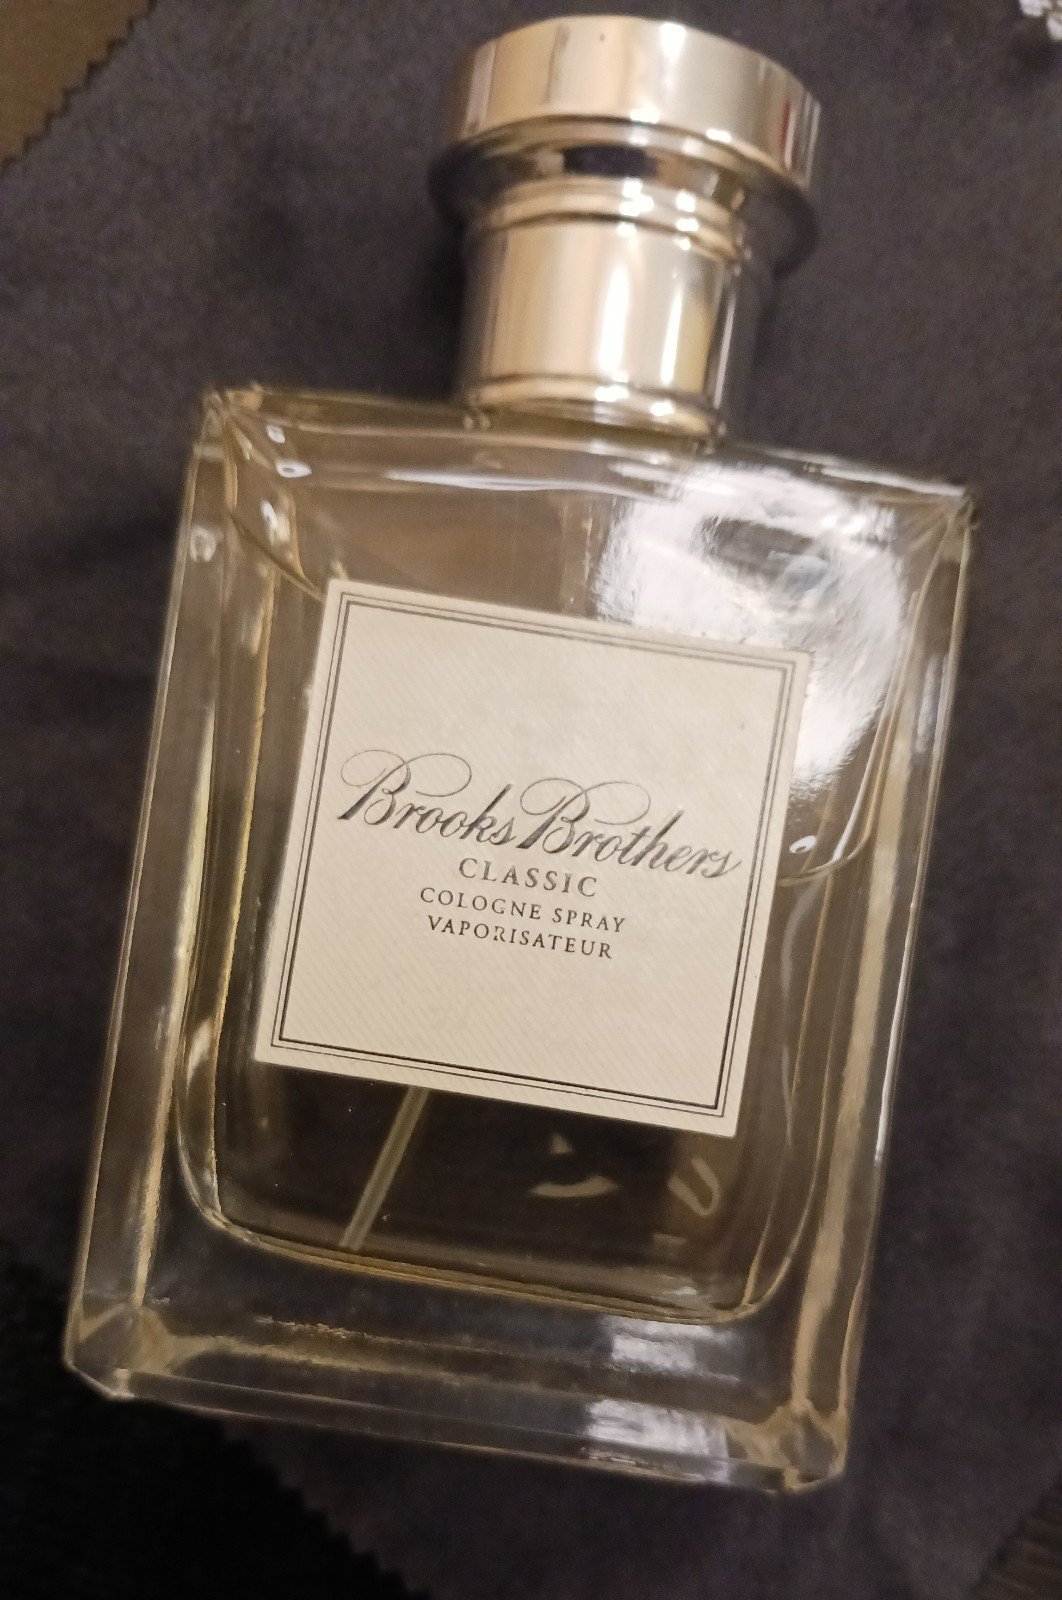 Brooks Brothers
CLASSIC
COLOGNE SPRAY
VAPORISATEUR